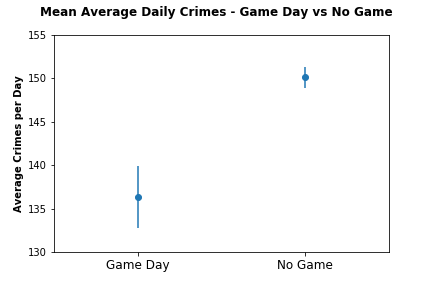 Mean Average Daily Crimes - Game Day vs No Game
Average Crimes per Day
155
150
145
140
135
130
Game Day
No Game